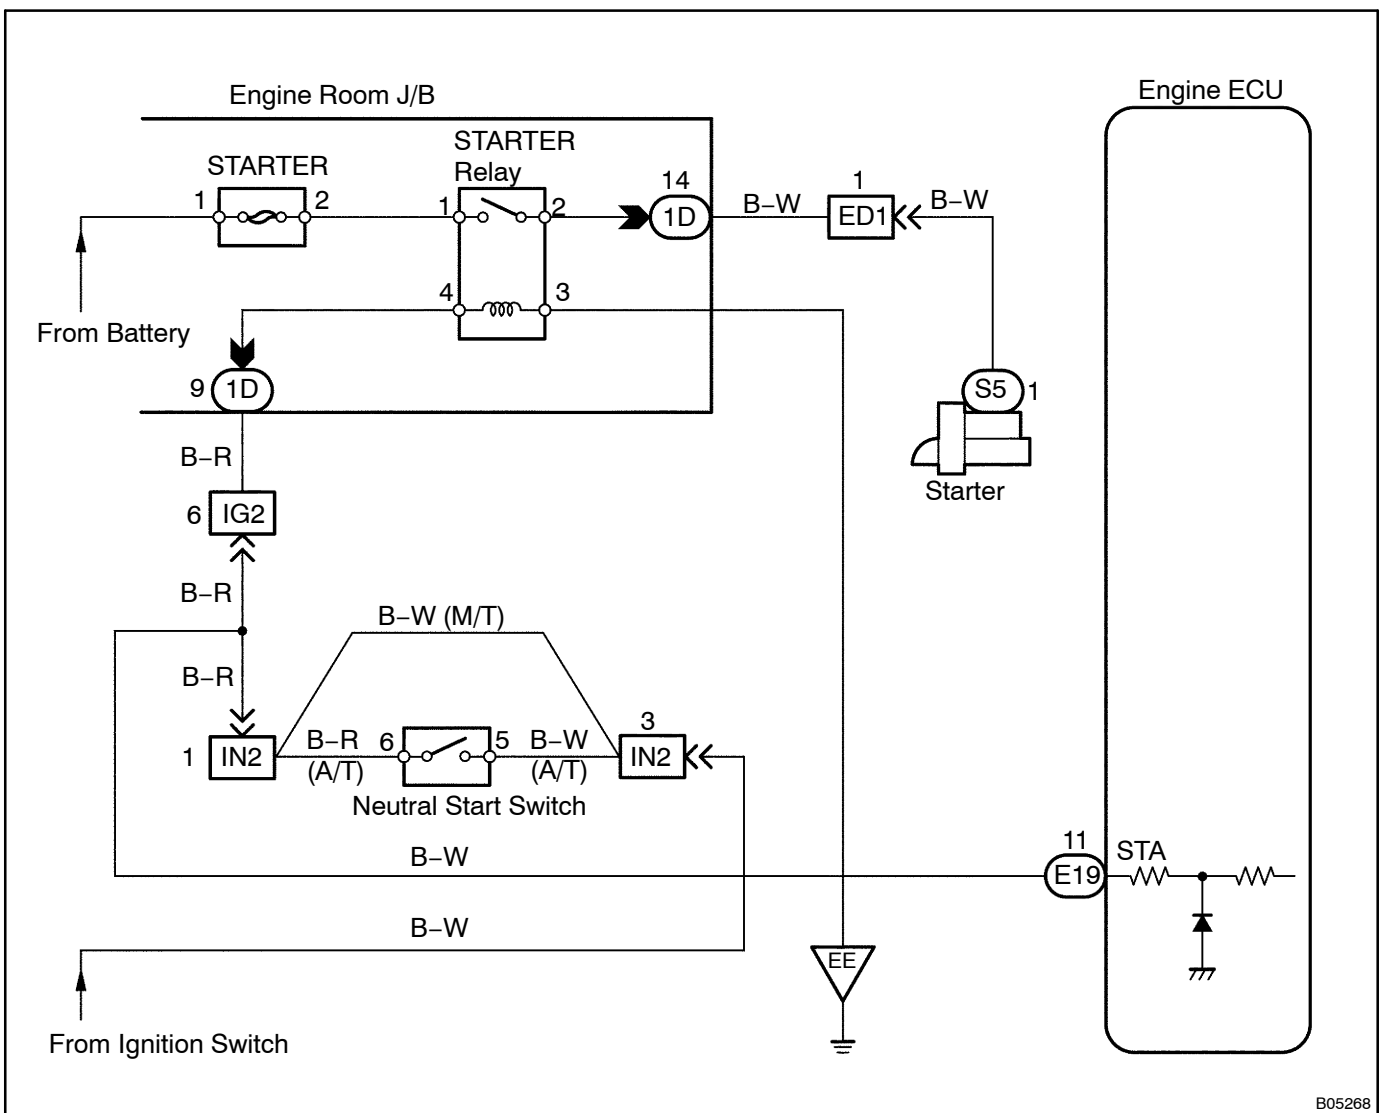 Engine Room J/B
Engine ECU
STARTER
STARTER
Relay
1
2
1
2
14
1D
B–W
1
ED1
B–W
4
3
From Battery
9
1D
S5
1
Starter
B–R
6
IG2
B–R
B–W (M/T)
B–R
1
IN2
B–R
(A/T)
6
5
B–W
(A/T)
3
IN2
Neutral Start Switch
B–W
11
E19
STA
B–W
EE
From Ignition Switch
B05268